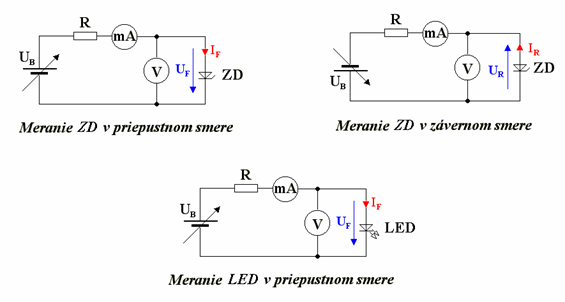 R
mA
U_B
V
U_F
I_F
ZD
Meranie ZD v priepustnom smere
R
mA
U_B
V
U_R
I_R
ZD
Meranie ZD v závernom smere
R
mA
U_B
V
U_F
I_F
LED
Meranie LED v priepustnom smere